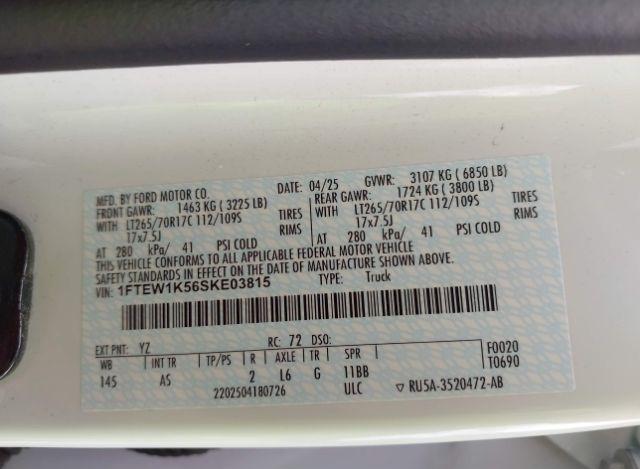 MFD. BY FORD MOTOR CO.
DATE: 04/25 GVWR: 3107 KG ( 6850 LB)
FRONT GAWR: 1463 KG ( 3225 LB) REAR GAWR: 1724 KG ( 3800 LB)
WITH LT265/70R17C 112/109S TIRES WITH LT265/70R17C 112/109S TIRES
17x7.5J RIMS 17x7.5J RIMS
AT 280 kPa/ 41 PSI COLD AT 280 kPa/ 41 PSI COLD
THIS VEHICLE CONFORMS TO ALL APPLICABLE FEDERAL MOTOR VEHICLE
SAFETY STANDARDS IN EFFECT ON THE DATE OF MANUFACTURE SHOWN ABOVE.
VIN: 1FTEW1K56SKE03815 TYPE: Truck
EXT PNT: YZ RC: 72 DSO:
WB INT TR TP/PS R AXLE TR SPR F0020
145 AS 2 L6 G 11BB T0690
2202504180726 ULC RU5A-3520472-AB